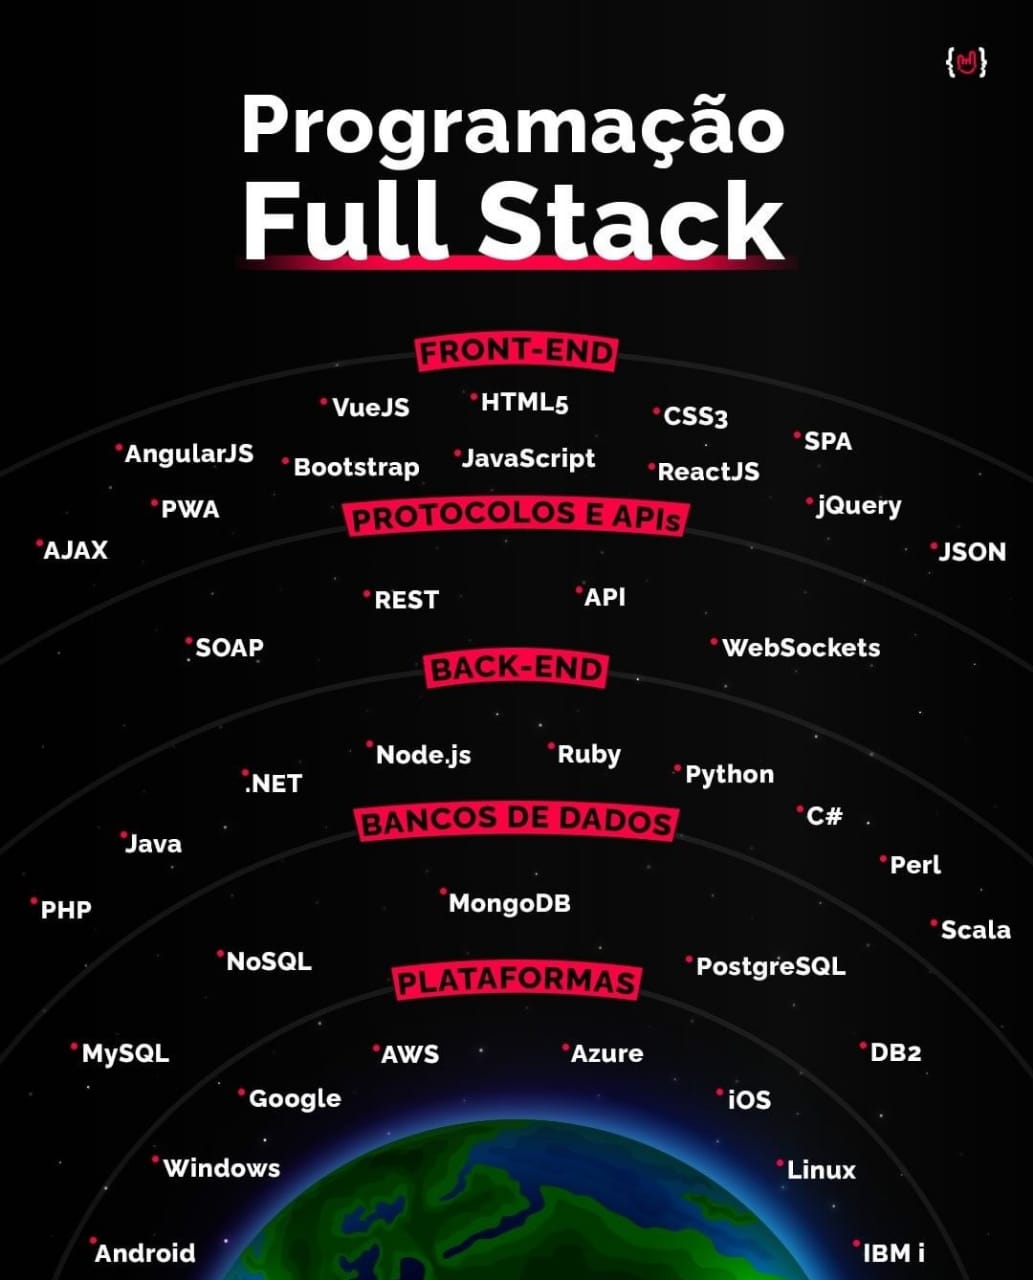 Programação
Full Stack
FRONT-END
VueJS
HTML5
CSS3
SPA
AngularJS
Bootstrap
JavaScript
ReactJS
PWA
jQuery
AJAX
JSON
PROTOCOLOS E APIs
REST
API
SOAP
WebSockets
BACK-END
Node.js
Ruby
.NET
Python
Java
C#
Perl
PHP
Scala
BANCOS DE DADOS
MongoDB
NoSQL
PostgreSQL
MySQL
DB2
PLATAFORMAS
AWS
Azure
Google
iOS
Windows
Linux
Android
IBM i